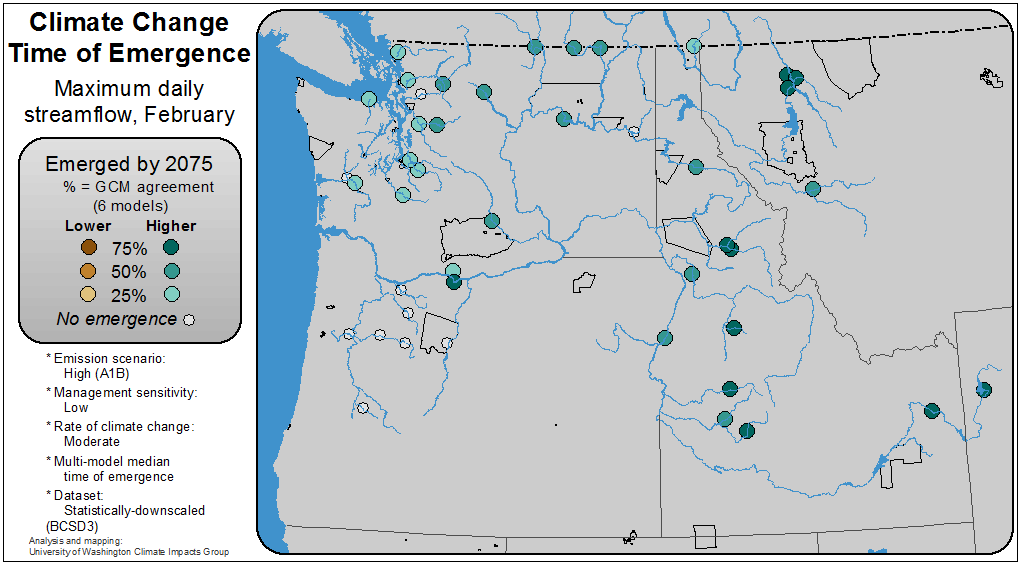 Climate Change
Time of Emergence
Maximum daily
streamflow, February
Emerged by 2075
% = GCM agreement
(6 models)
Lower Higher
75%
50%
25%
No emergence
* Emission scenario:
High (A1B)
* Management sensitivity:
Low
* Rate of climate change:
Moderate
* Multi-model median
time of emergence
* Dataset:
Statistically-downscaled
(BCSD3)
Analysis and mapping:
University of Washington Climate Impacts Group